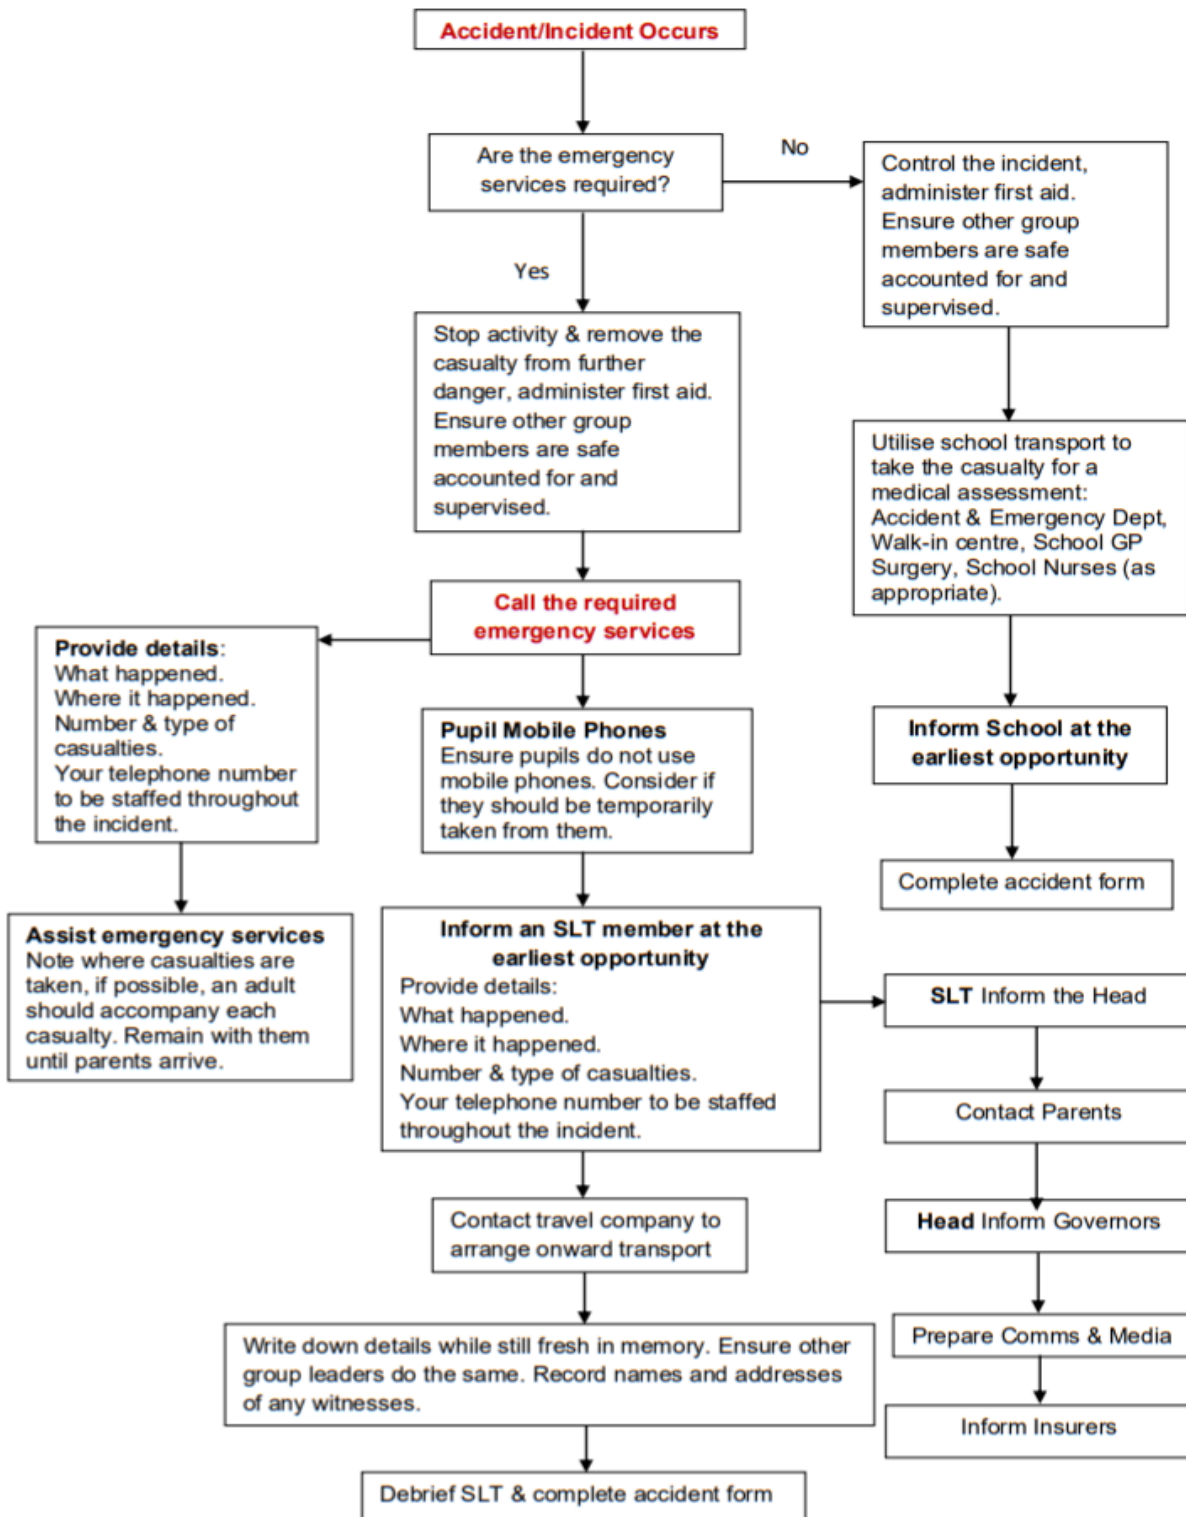 Accident/Incident Occurs
Are the emergency
services required?
No
Control the incident,
administer first aid.
Ensure other group
members are safe
accounted for and
supervised.
Yes
Stop activity & remove the
casualty from further
danger, administer first aid.
Ensure other group
members are safe
accounted for and
supervised.
Utilise school transport to
take the casualty for a
medical assessment:
Accident & Emergency Dept,
Walk-in centre, School GP
Surgery, School Nurses (as
appropriate).
Call the required
emergency services
Provide details:
What happened.
Where it happened.
Number & type of
casualties.
Your telephone number
to be staffed throughout
the incident.
Pupil Mobile Phones
Ensure pupils do not use
mobile phones. Consider if
they should be temporarily
taken from them.
Inform School at the
earliest opportunity
Complete accident form
Assist emergency services
Note where casualties are
taken, if possible, an adult
should accompany each
casualty. Remain with them
until parents arrive.
Inform an SLT member at the
earliest opportunity
Provide details:
What happened.
Where it happened.
Number & type of casualties.
Your telephone number to be staffed
throughout the incident.
SLT Inform the Head
Contact Parents
Head Inform Governors
Prepare Comms & Media
Inform Insurers
Contact travel company to
arrange onward transport
Write down details while still fresh in memory. Ensure other
group leaders do the same. Record names and addresses
of any witnesses.
Debrief SLT & complete accident form